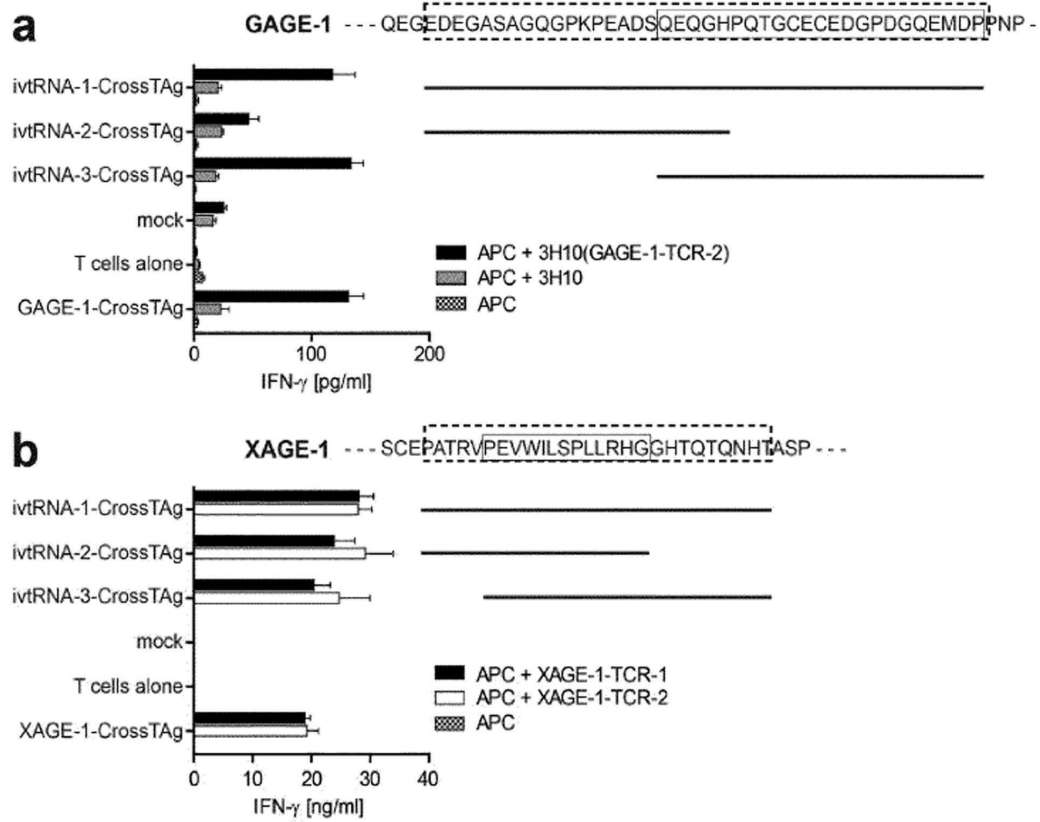 a GAGE-1 --- QEGEDEGASAGQGPKPEADSQEQGHPQTGCECEDGPDGQEMDPPNP -
ivtRNA-1-CrossTAg
ivtRNA-2-CrossTAg
ivtRNA-3-CrossTAg
mock
T cells alone
GAGE-1-CrossTAg
APC + 3H10(GAGE-1-TCR-2)
APC + 3H10
APC
0 100 200
IFN-γ [pg/ml]
b XAGE-1 --- SCEPATRVPEVWILSPLLRHGGHTQTQNHTASP ---
ivtRNA-1-CrossTAg
ivtRNA-2-CrossTAg
ivtRNA-3-CrossTAg
mock
T cells alone
XAGE-1-CrossTAg
APC + XAGE-1-TCR-1
APC + XAGE-1-TCR-2
APC
0 10 20 30 40
IFN-γ [ng/ml]